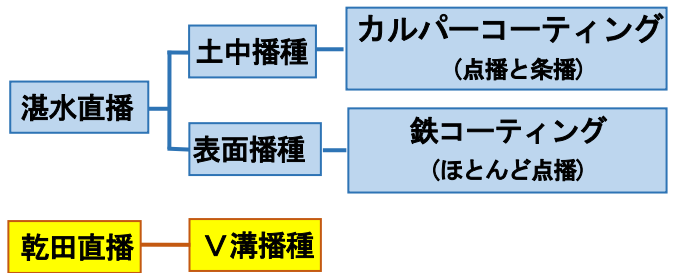 湛水直播
土中播種
カルパーコーティング
(点播と条播)
表面播種
鉄コーティング
(ほとんど点播)
乾田直播
V溝播種